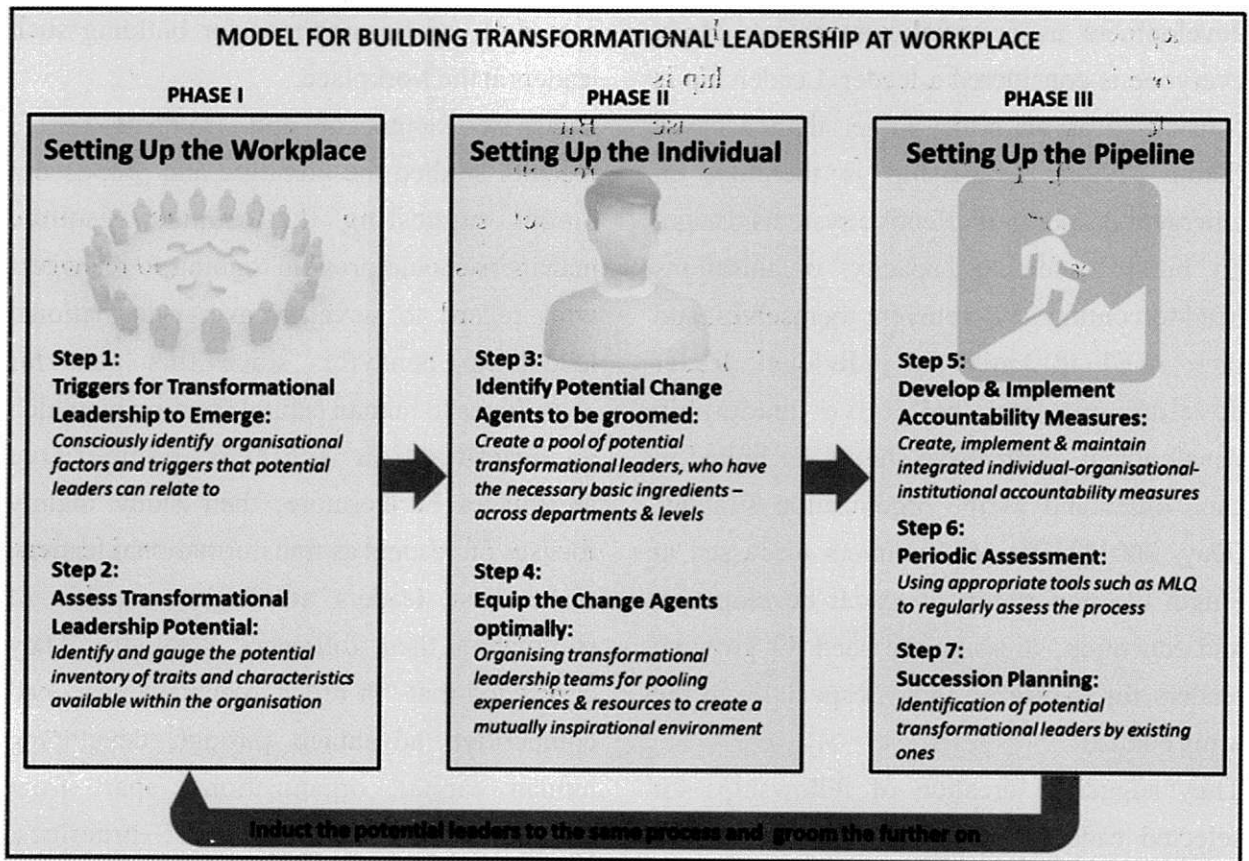 MODEL FOR BUILDING TRANSFORMATIONAL LEADERSHIP AT WORKPLACE
PHASE I
Setting Up the Workplace
Step 1:
Triggers for Transformational
Leadership to Emerge:
Consciously identify organisational
factors and triggers that potential
leaders can relate to
Step 2:
Assess Transformational
Leadership Potential:
Identify and gauge the potential
inventory of traits and characteristics
available within the organisation
PHASE II
Setting Up the Individual
Step 3:
Identify Potential Change
Agents to be groomed:
Create a pool of potential
transformational leaders, who have
the necessary basic ingredients –
across departments & levels
Step 4:
Equip the Change Agents
optimally:
Organising transformational
leadership teams for pooling
experiences & resources to create a
mutually inspirational environment
PHASE III
Setting Up the Pipeline
Step 5:
Develop & Implement
Accountability Measures:
Create, implement & maintain
integrated individual-organisational-
institutional accountability measures
Step 6:
Periodic Assessment:
Using appropriate tools such as MLQ
to regularly assess the process
Step 7:
Succession Planning:
Identification of potential
transformational leaders by existing
ones
Induct the potential leaders to the same process and groom the further on